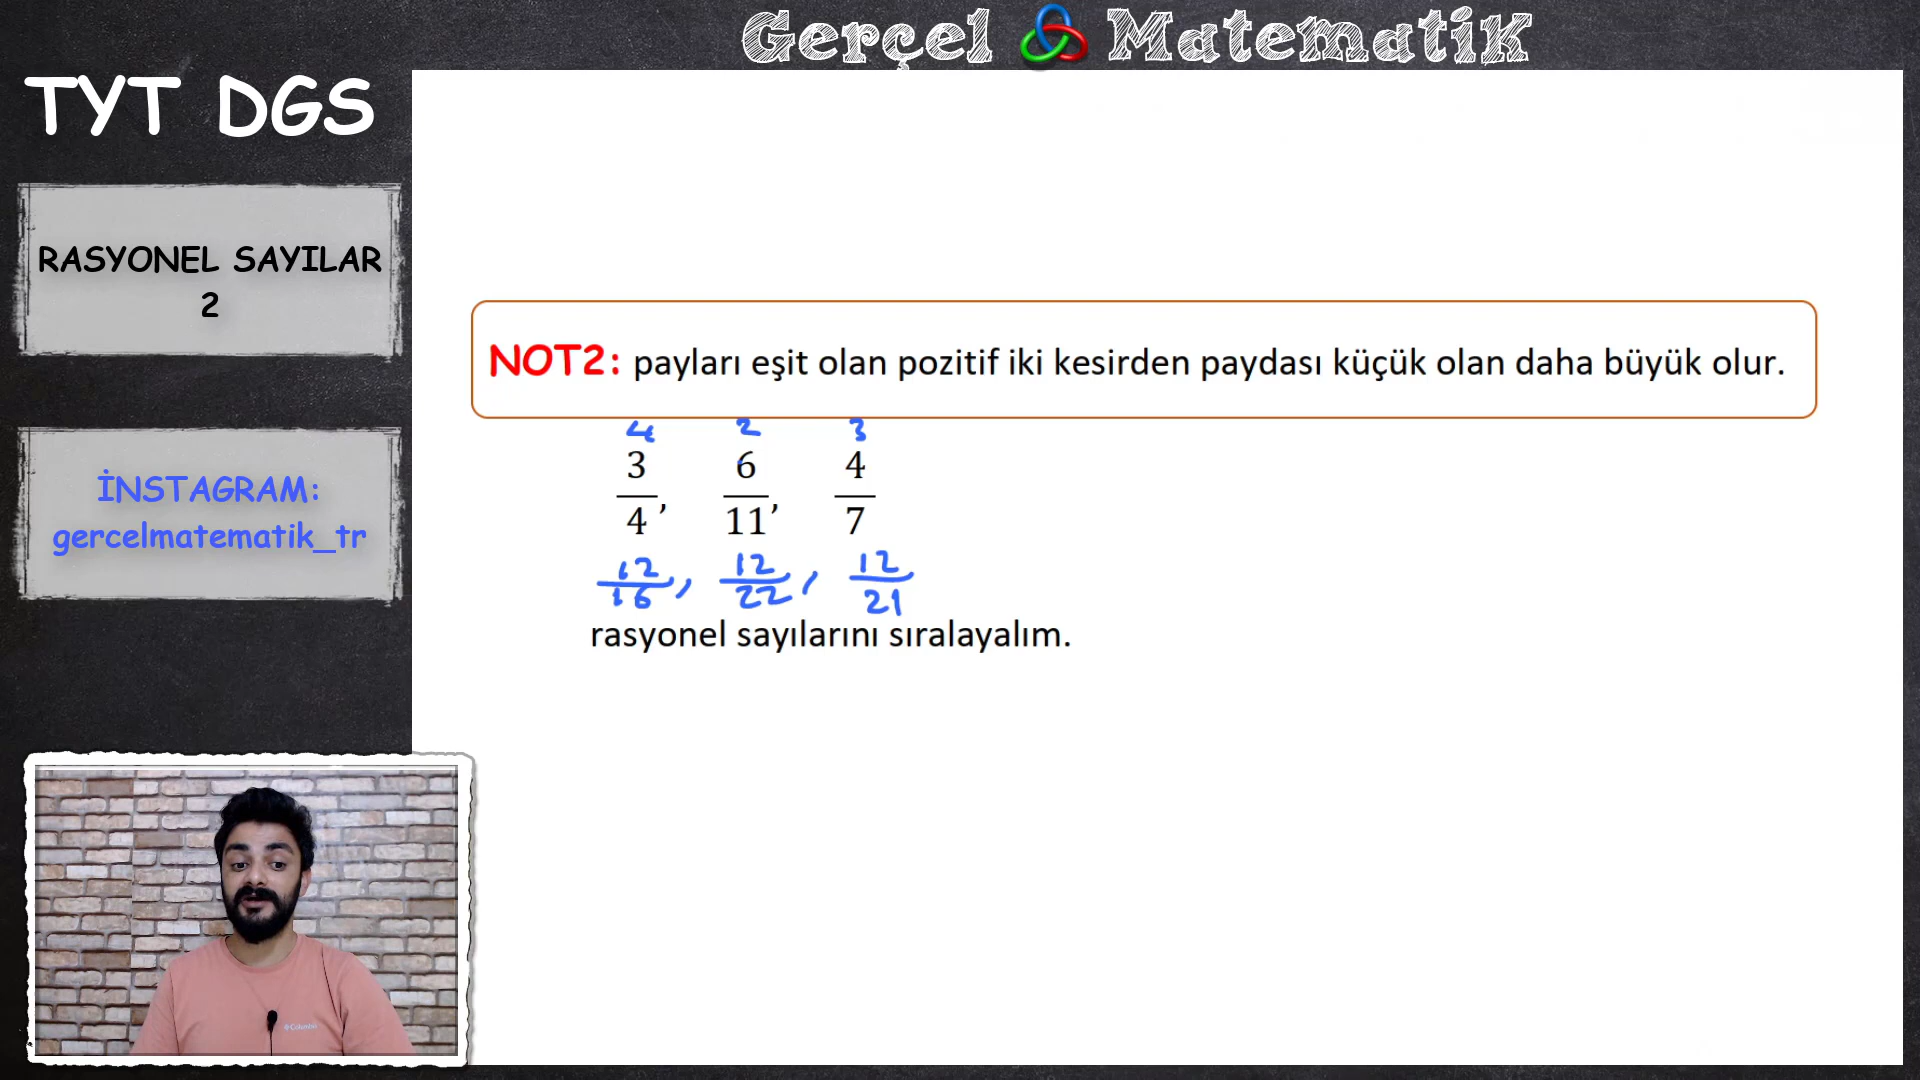 Gerçel Matematik
TYT DGS
RASYONEL SAYILAR
2
İNSTAGRAM:
gercelmatematik_tr
NOT2: payları eşit olan pozitif iki kesirden paydası küçük olan daha büyük olur.
4 2 3
3/4, 6/11, 4/7
12/16, 12/22, 12/21
rasyonel sayılarını sıralayalım.
Columbia